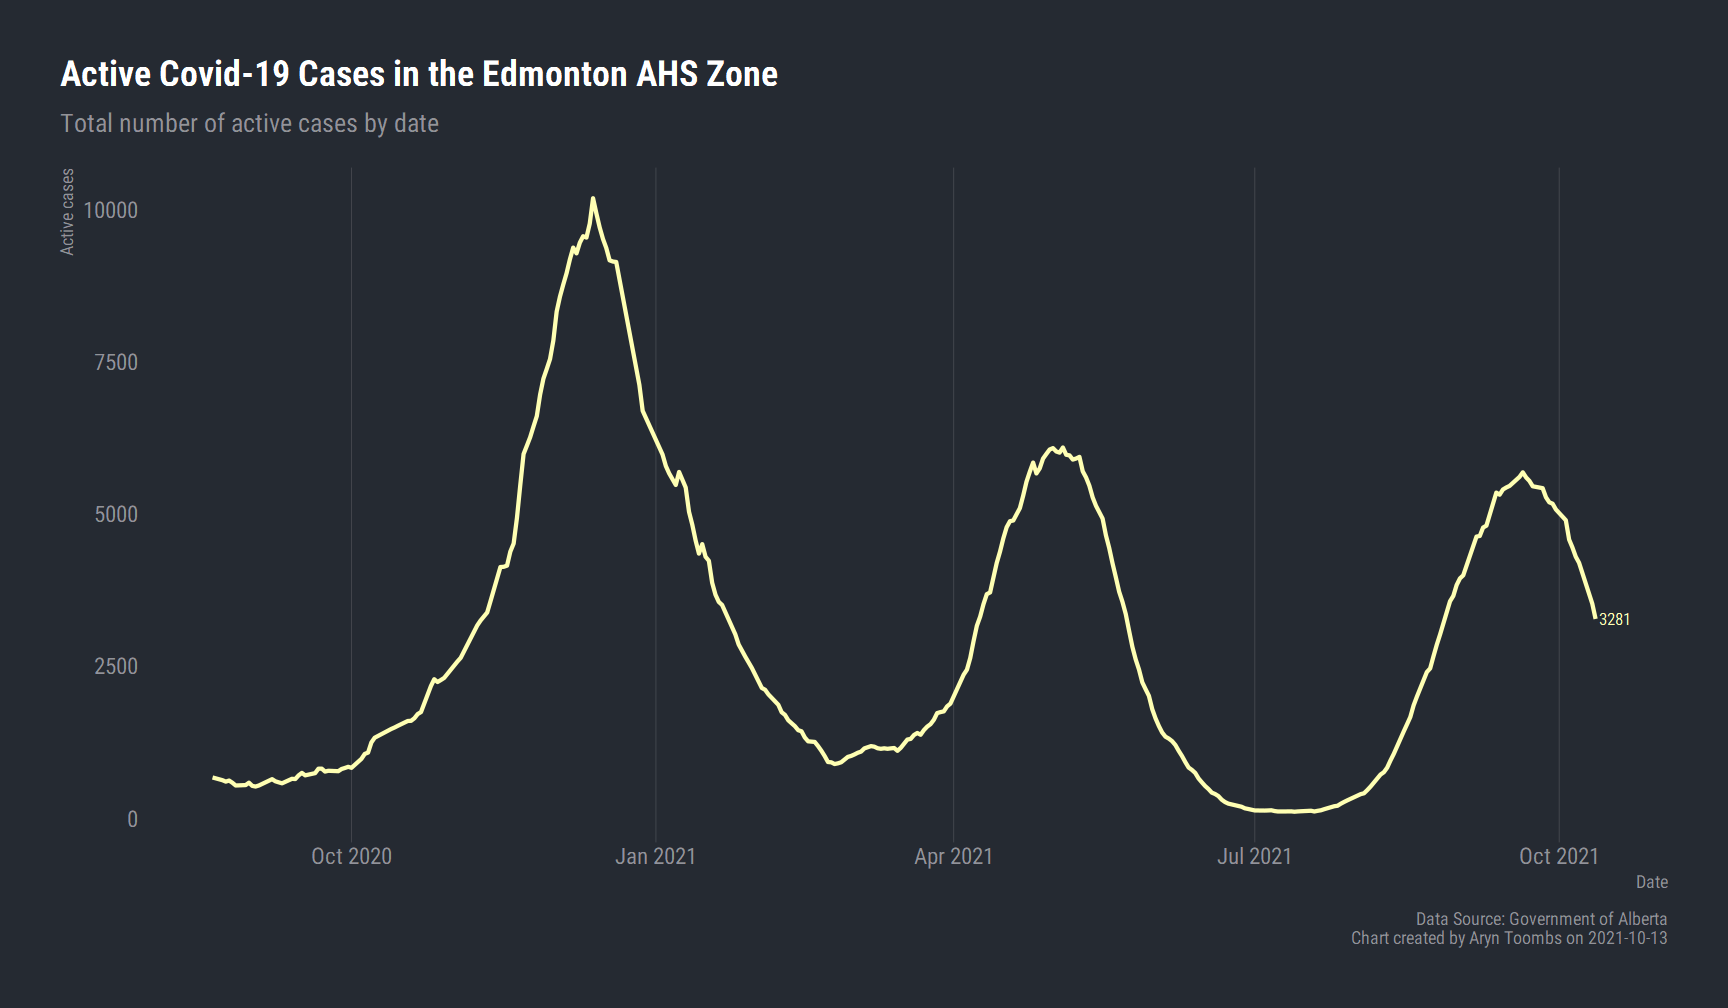 Active Covid-19 Cases in the Edmonton AHS Zone
Total number of active cases by date
Active cases
10000
7500
5000
2500
0
3281
Oct 2020
Jan 2021
Apr 2021
Jul 2021
Oct 2021
Date
Data Source: Government of Alberta
Chart created by Aryn Toombs on 2021-10-13